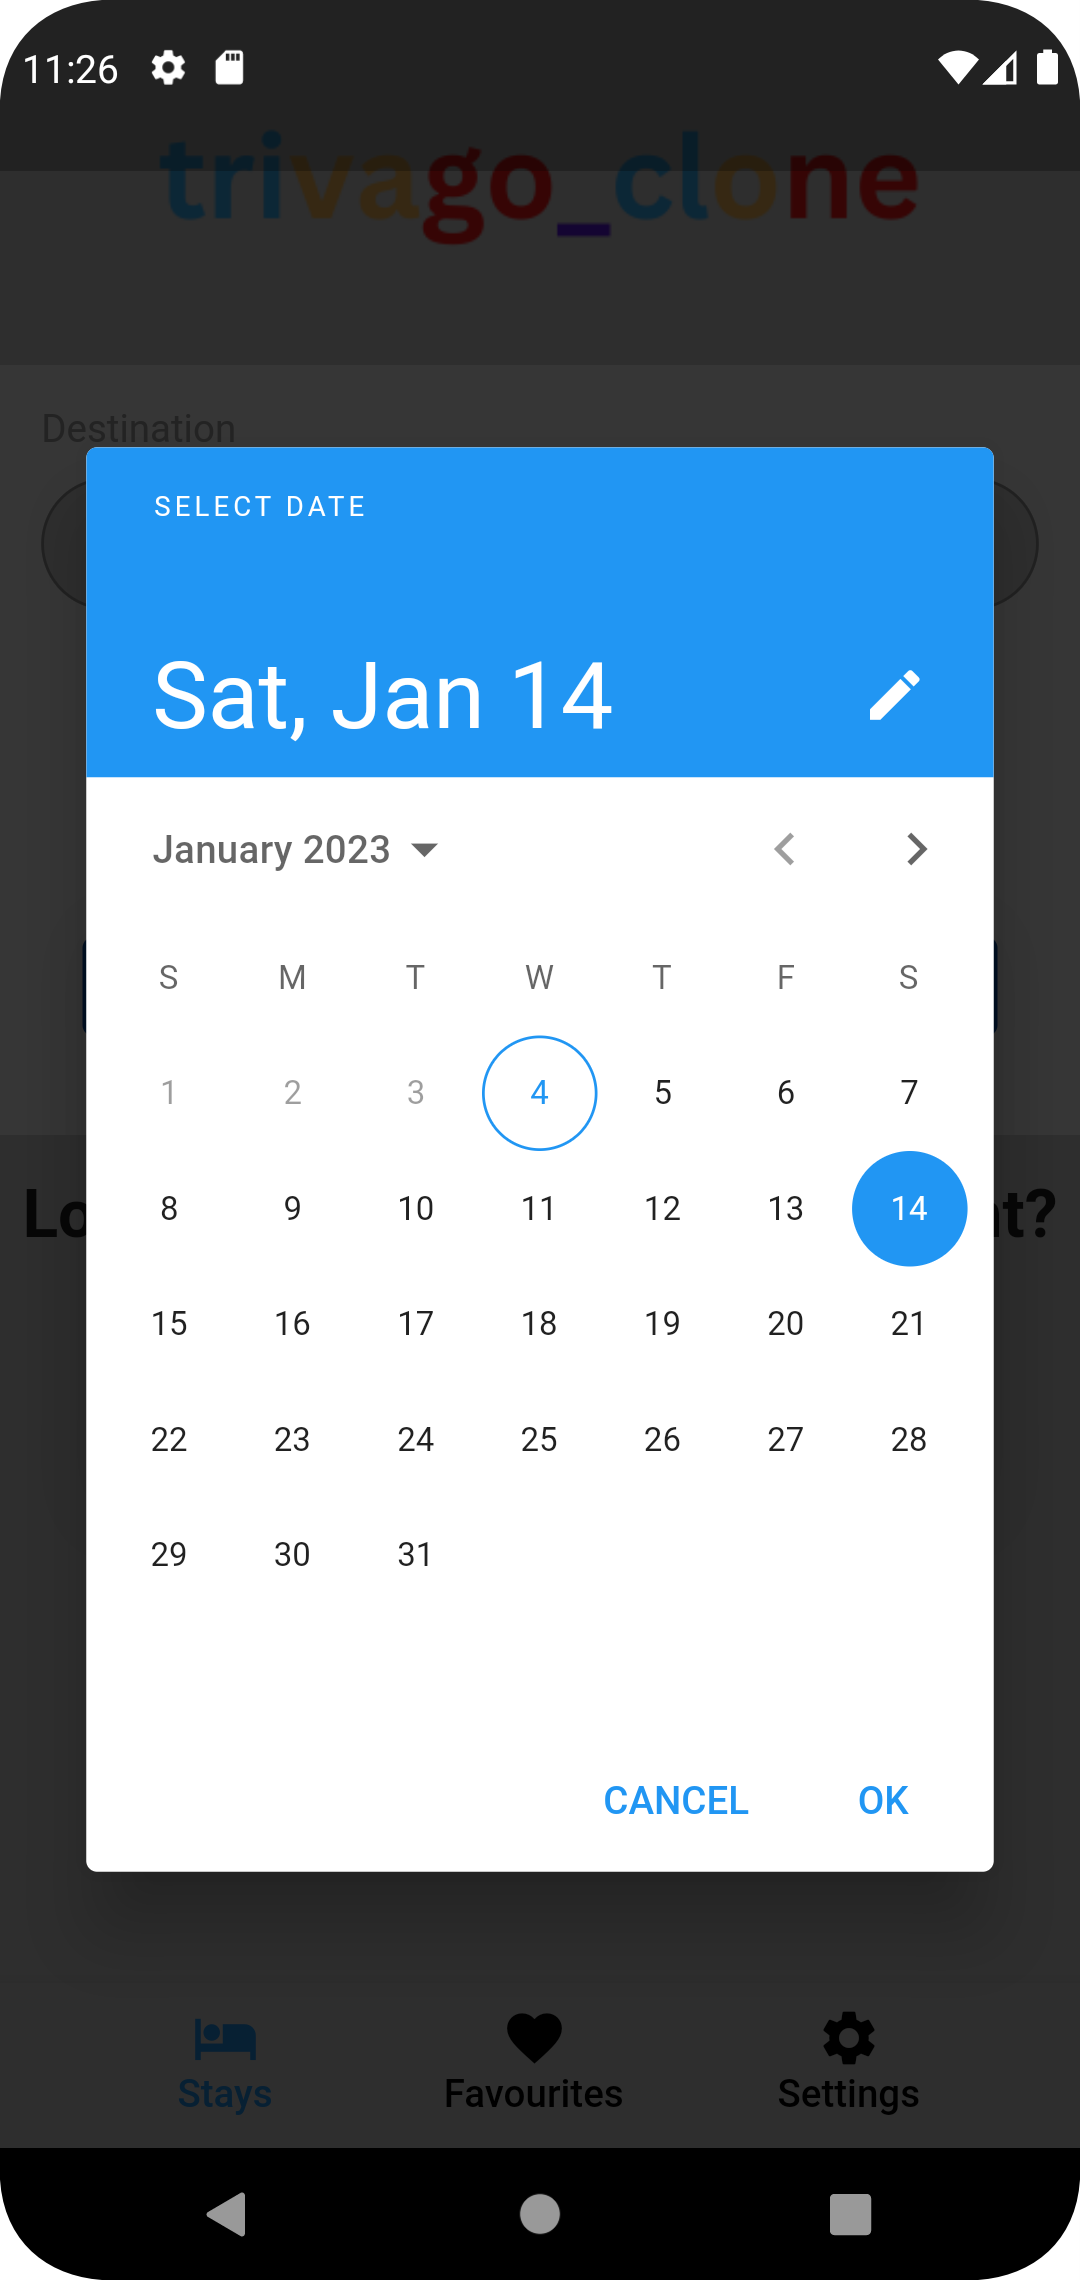 11:26
trivago_clone
Destination
SELECT DATE
Sat, Jan 14
January 2023
S M T W T F S
1 2 3 4 5 6 7
8 9 10 11 12 13 14
15 16 17 18 19 20 21
22 23 24 25 26 27 28
29 30 31
CANCEL OK
Stays Favourites Settings